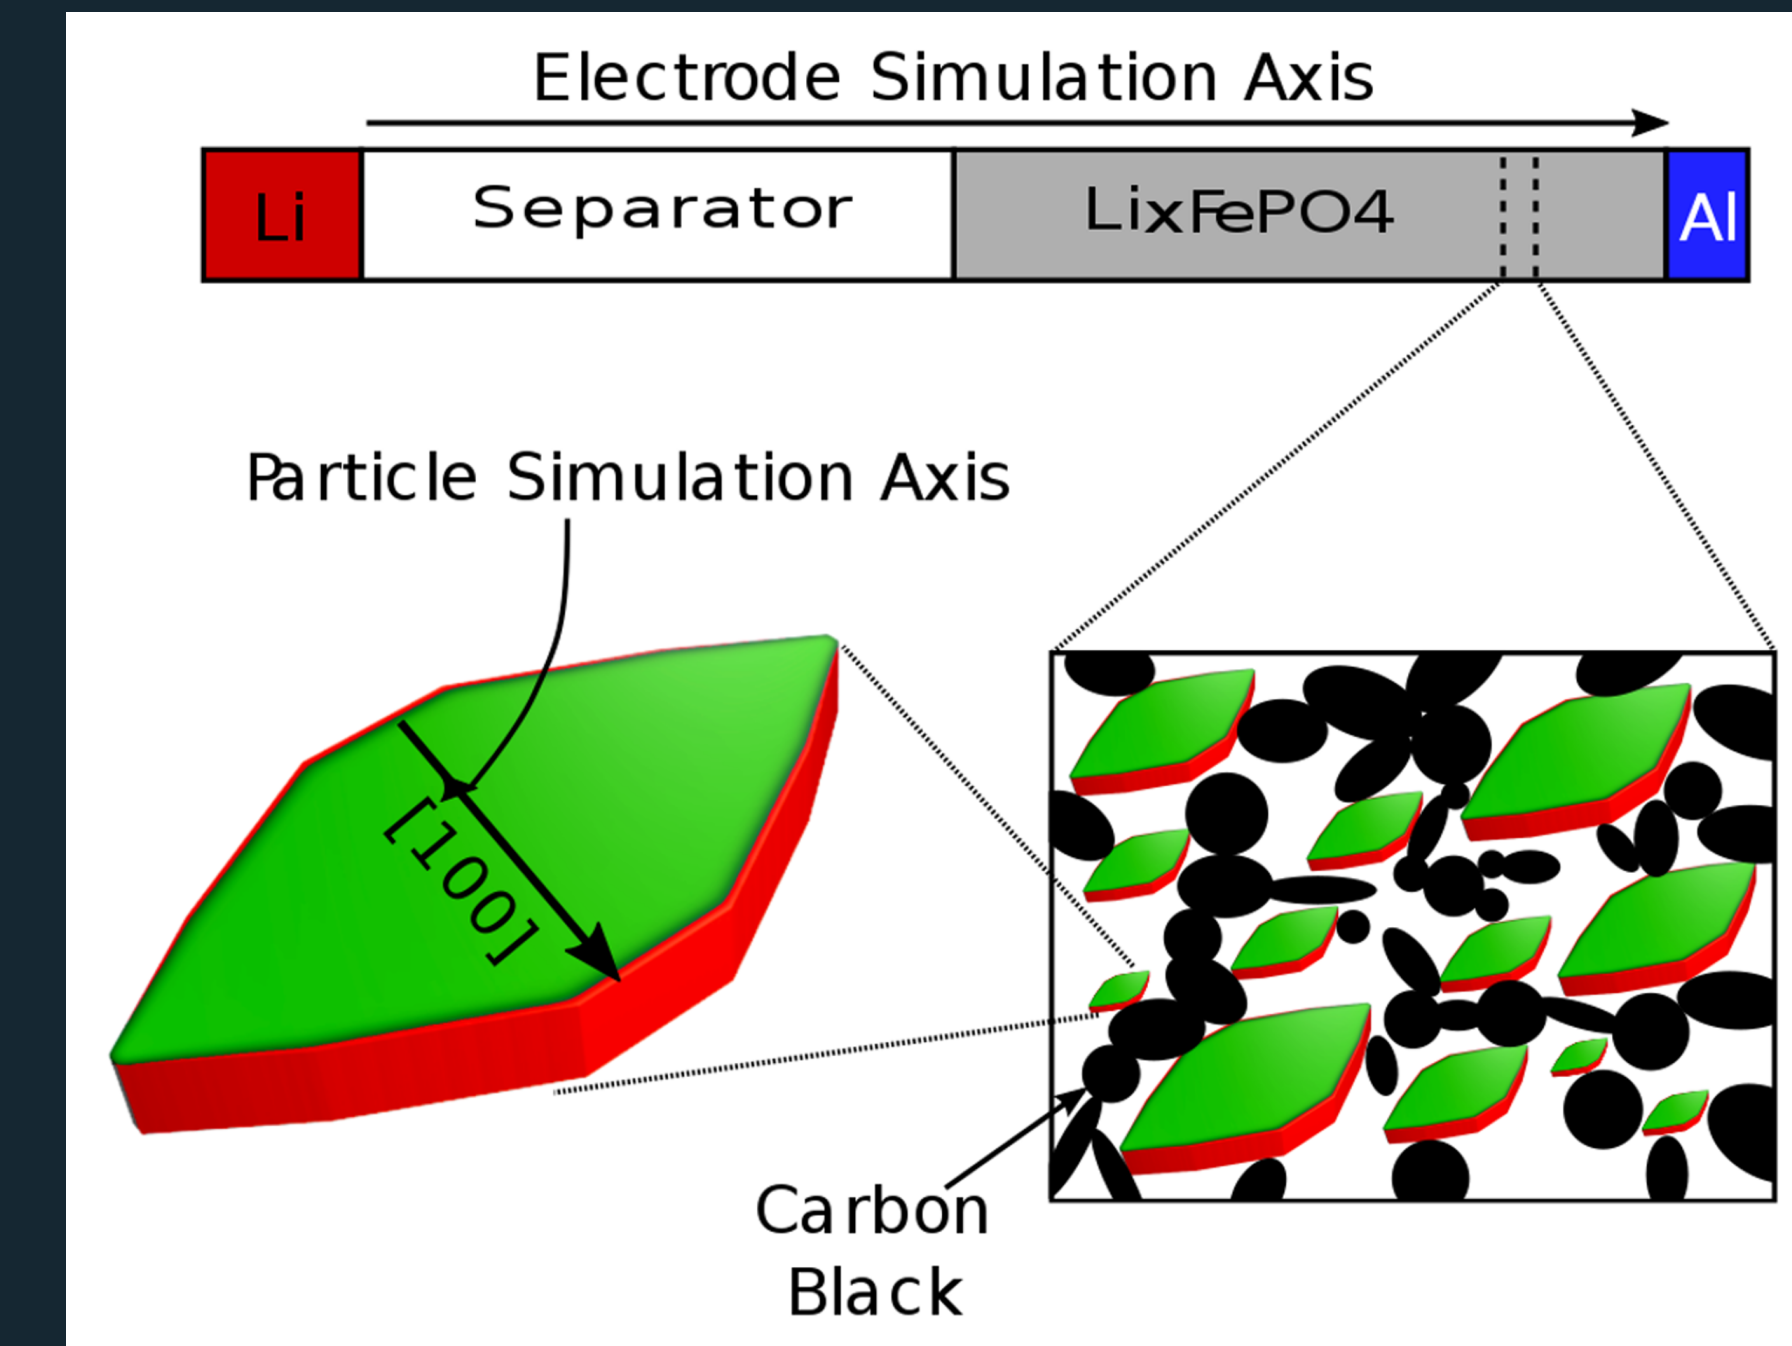 Electrode Simulation Axis
Li
Separator
LixFePO4
Al
Particle Simulation Axis
[100]
Carbon
Black